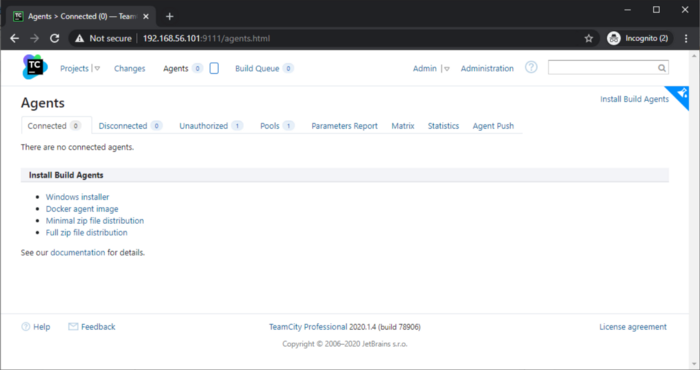 Agents > Connected (0) — Team
Not secure | 192.168.56.101:9111/agents.html Incognito (2)
TC Projects Changes Agents 0 Build Queue 0 Admin Administration
Agents
Install Build Agents
Connected 0 Disconnected 0 Unauthorized 1 Pools 1 Parameters Report Matrix Statistics Agent Push
There are no connected agents.
Install Build Agents
Windows installer
Docker agent image
Minimal zip file distribution
Full zip file distribution
See our documentation for details.
Help Feedback TeamCity Professional 2020.1.4 (build 78906) License agreement
Copyright © 2006–2020 JetBrains s.r.o.